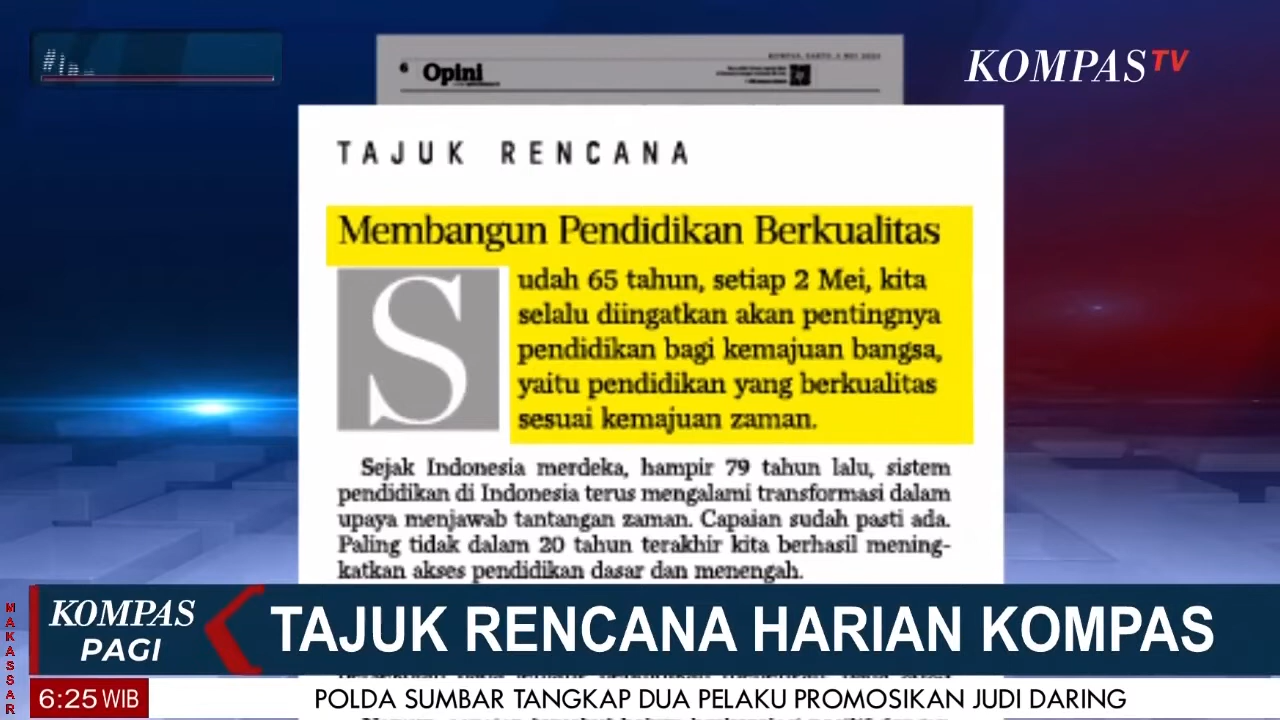 KOMPAS TV
6 Opini
TAJUK RENCANA
Membangun Pendidikan Berkualitas
Sudah 65 tahun, setiap 2 Mei, kita
selalu diingatkan akan pentingnya
pendidikan bagi kemajuan bangsa,
yaitu pendidikan yang berkualitas
sesuai kemajuan zaman.
Sejak Indonesia merdeka, hampir 79 tahun lalu, sistem
pendidikan di Indonesia terus mengalami transformasi dalam
upaya menjawab tantangan zaman. Capaian sudah pasti ada.
Paling tidak dalam 20 tahun terakhir kita berhasil mening-
katkan akses pendidikan dasar dan menengah.
MAKASSAR
KOMPAS
PAGI
TAJUK RENCANA HARIAN KOMPAS
6:25 WIB
POLDA SUMBAR TANGKAP DUA PELAKU PROMOSIKAN JUDI DARING